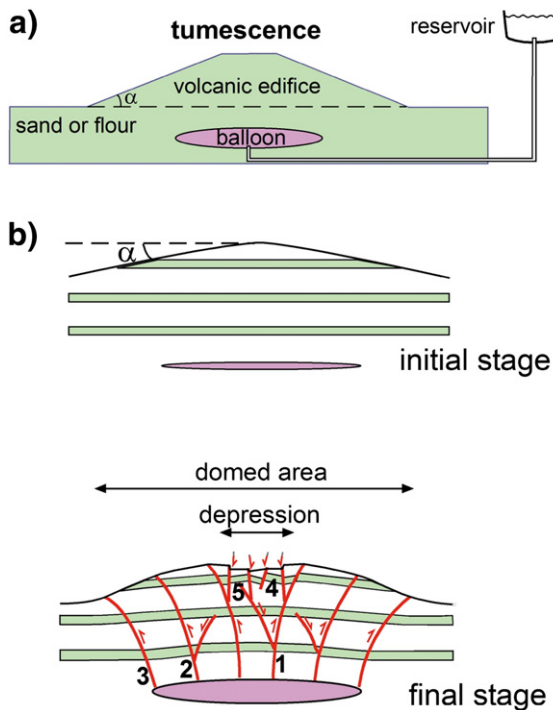 a)
tumescence
reservoir
volcanic edifice
α
sand or flour
balloon
b)
α
initial stage
domed area
depression
5 4
3 2 1
final stage